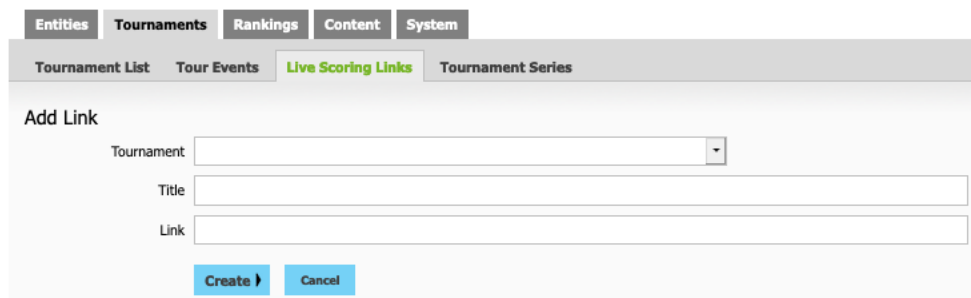 Entities Tournaments Rankings Content System
Tournament List Tour Events Live Scoring Links Tournament Series
Add Link
Tournament
Title
Link
Create Cancel